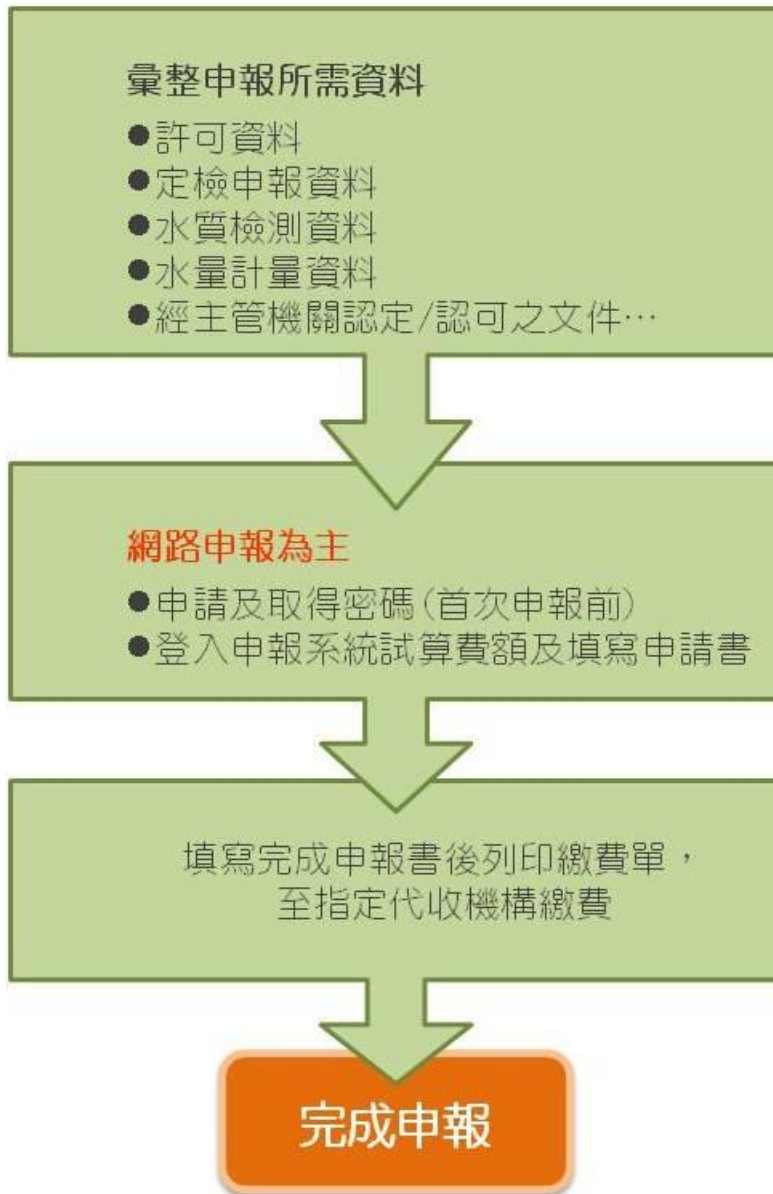 彙整申報所需資料
●許可資料
●定檢申報資料
●水質檢測資料
●水量計量資料
●經主管機關認定/認可之文件…
網路申報為主
●申請及取得密碼(首次申報前)
●登入申報系統試算費額及填寫申請書
填寫完成申報書後列印繳費單，
至指定代收機構繳費
完成申報